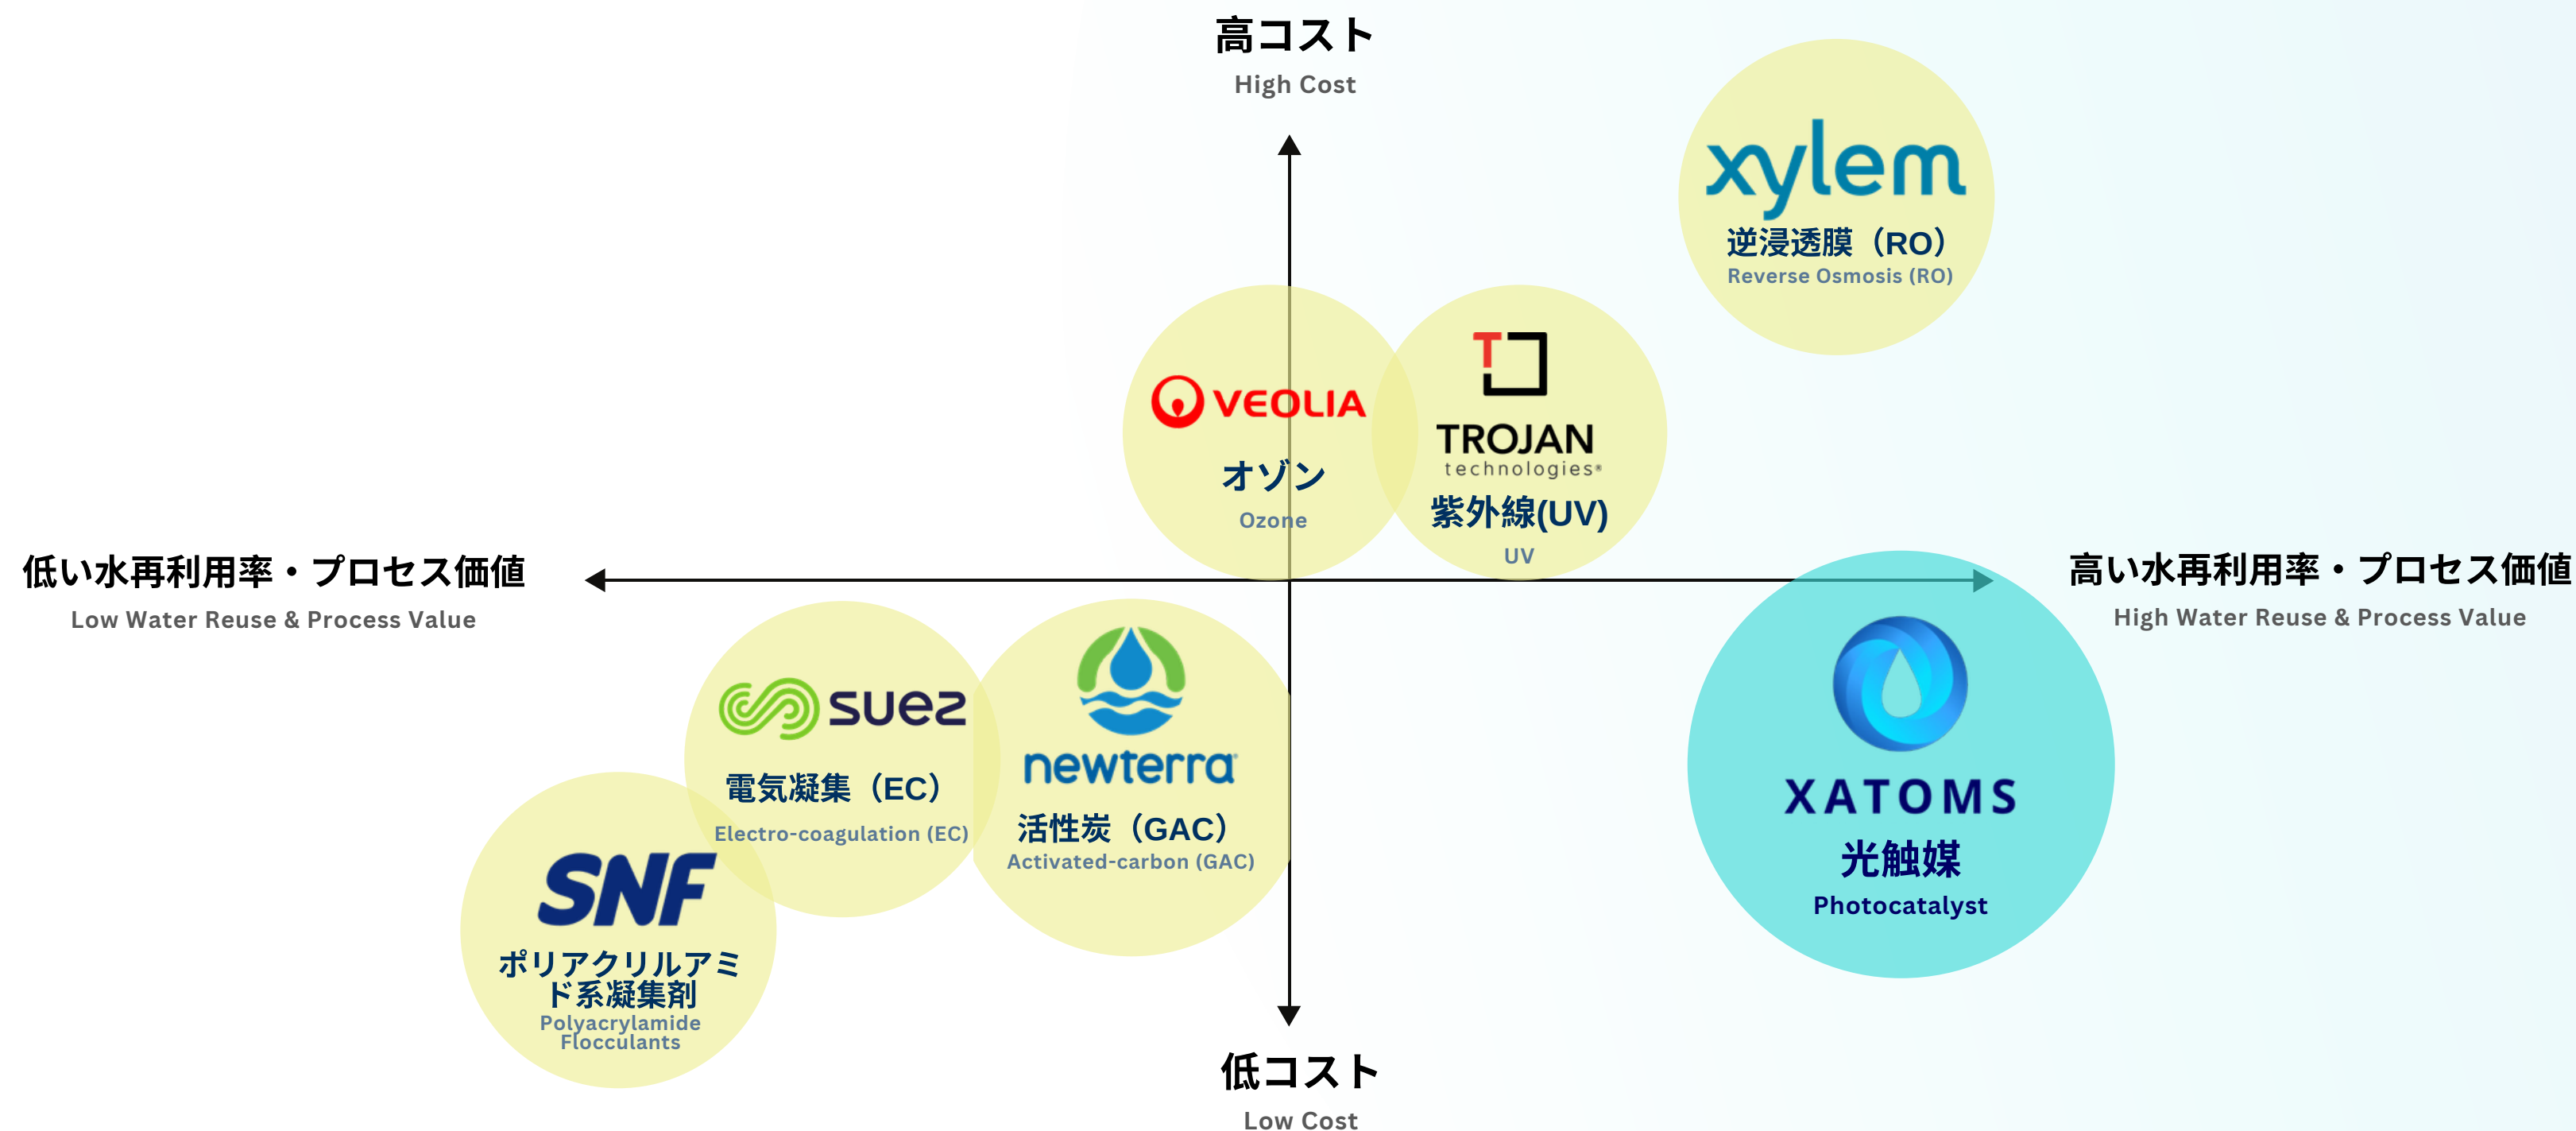 高コスト
High Cost
xylem
逆浸透膜（RO）
Reverse Osmosis (RO)
VEOLIA
オゾン
Ozone
T
TROJAN
technologies®
紫外線(UV)
UV
低い水再利用率・プロセス価値
Low Water Reuse & Process Value
高い水再利用率・プロセス価値
High Water Reuse & Process Value
suez
電気凝集（EC）
Electro-coagulation (EC)
newterra®
活性炭（GAC）
Activated-carbon (GAC)
XATOMS
光触媒
Photocatalyst
SNF
ポリアクリルアミ
ド系凝集剤
Polyacrylamide
Flocculants
低コスト
Low Cost